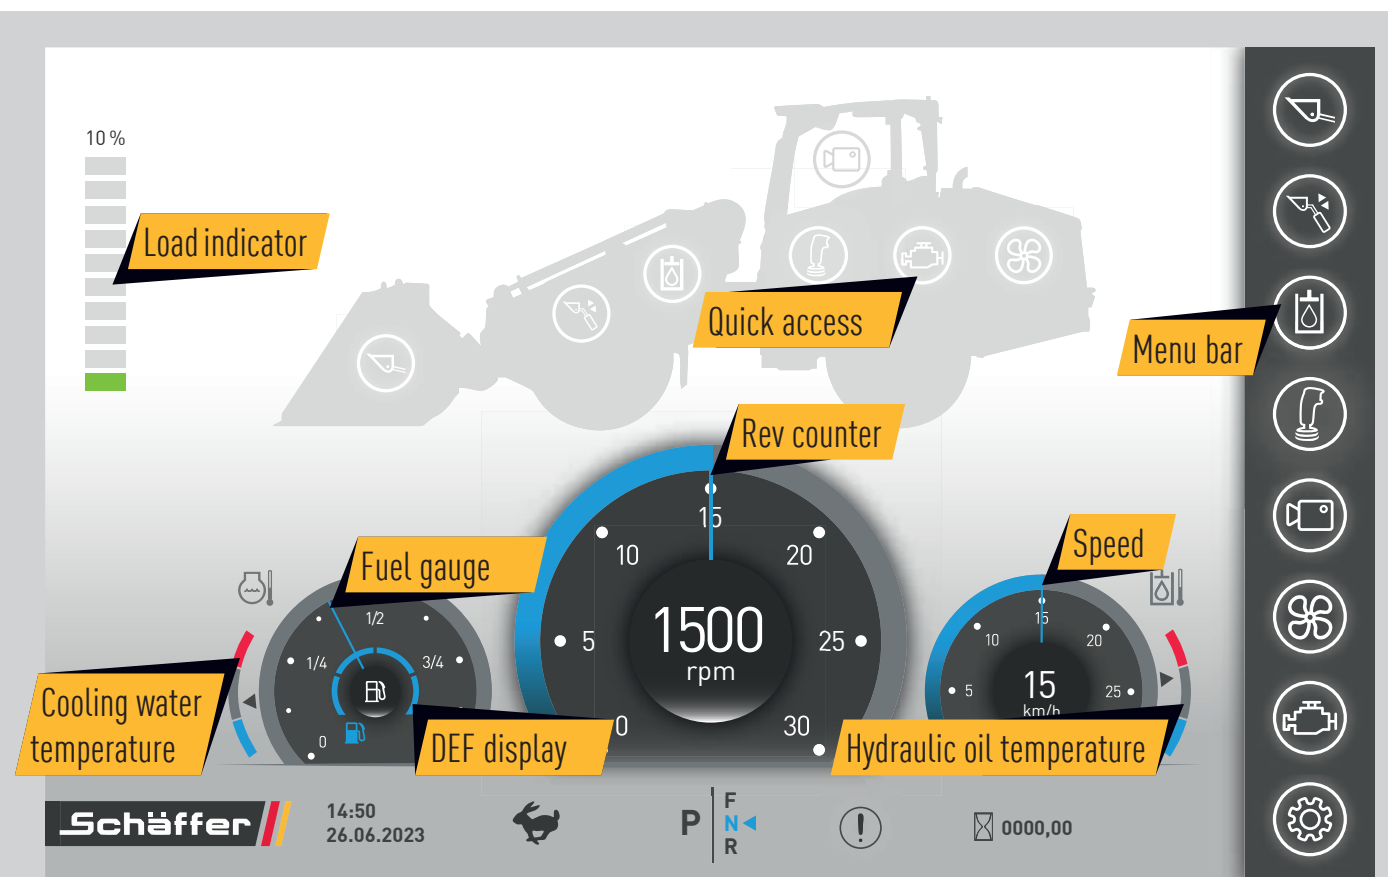 10 %
Load indicator
Quick access
Menu bar
Rev counter
15
10
20
5
25
0
30
1500
rpm
Fuel gauge
1/2
1/4
3/4
0
Speed
15
10
20
5
25
15
km/h
Cooling water
temperature
DEF display
Hydraulic oil temperature
Schäffer
14:50
26.06.2023
P
F
N
R
0000,00